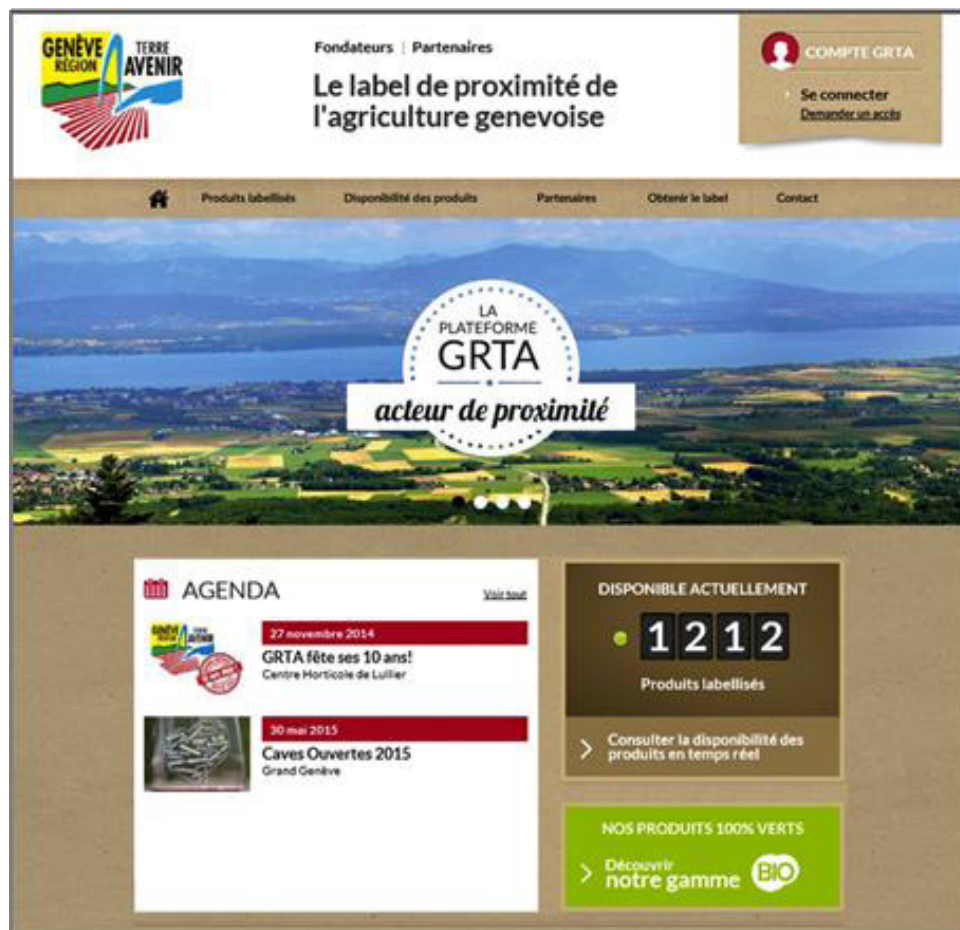 GENÈVE
RÉGION
TERRE
AVENIR
Fondateurs | Partenaires
Le label de proximité de
l'agriculture genevoise
COMPTE GRTA
Se connecter
Demander un accès
Produits labellisés
Disponibilité des produits
Partenaires
Obtenir le label
Contact
LA
PLATEFORME
GRTA
acteur de proximité
AGENDA
Voir tout
27 novembre 2014
GRTA fête ses 10 ans!
Centre Horticole de Lullier
30 mai 2015
Caves Ouvertes 2015
Grand Genève
DISPONIBLE ACTUELLEMENT
1212
Produits labellisés
Consulter la disponibilité des
produits en temps réel
NOS PRODUITS 100% VERTS
Découvrir
notre gamme
BIO